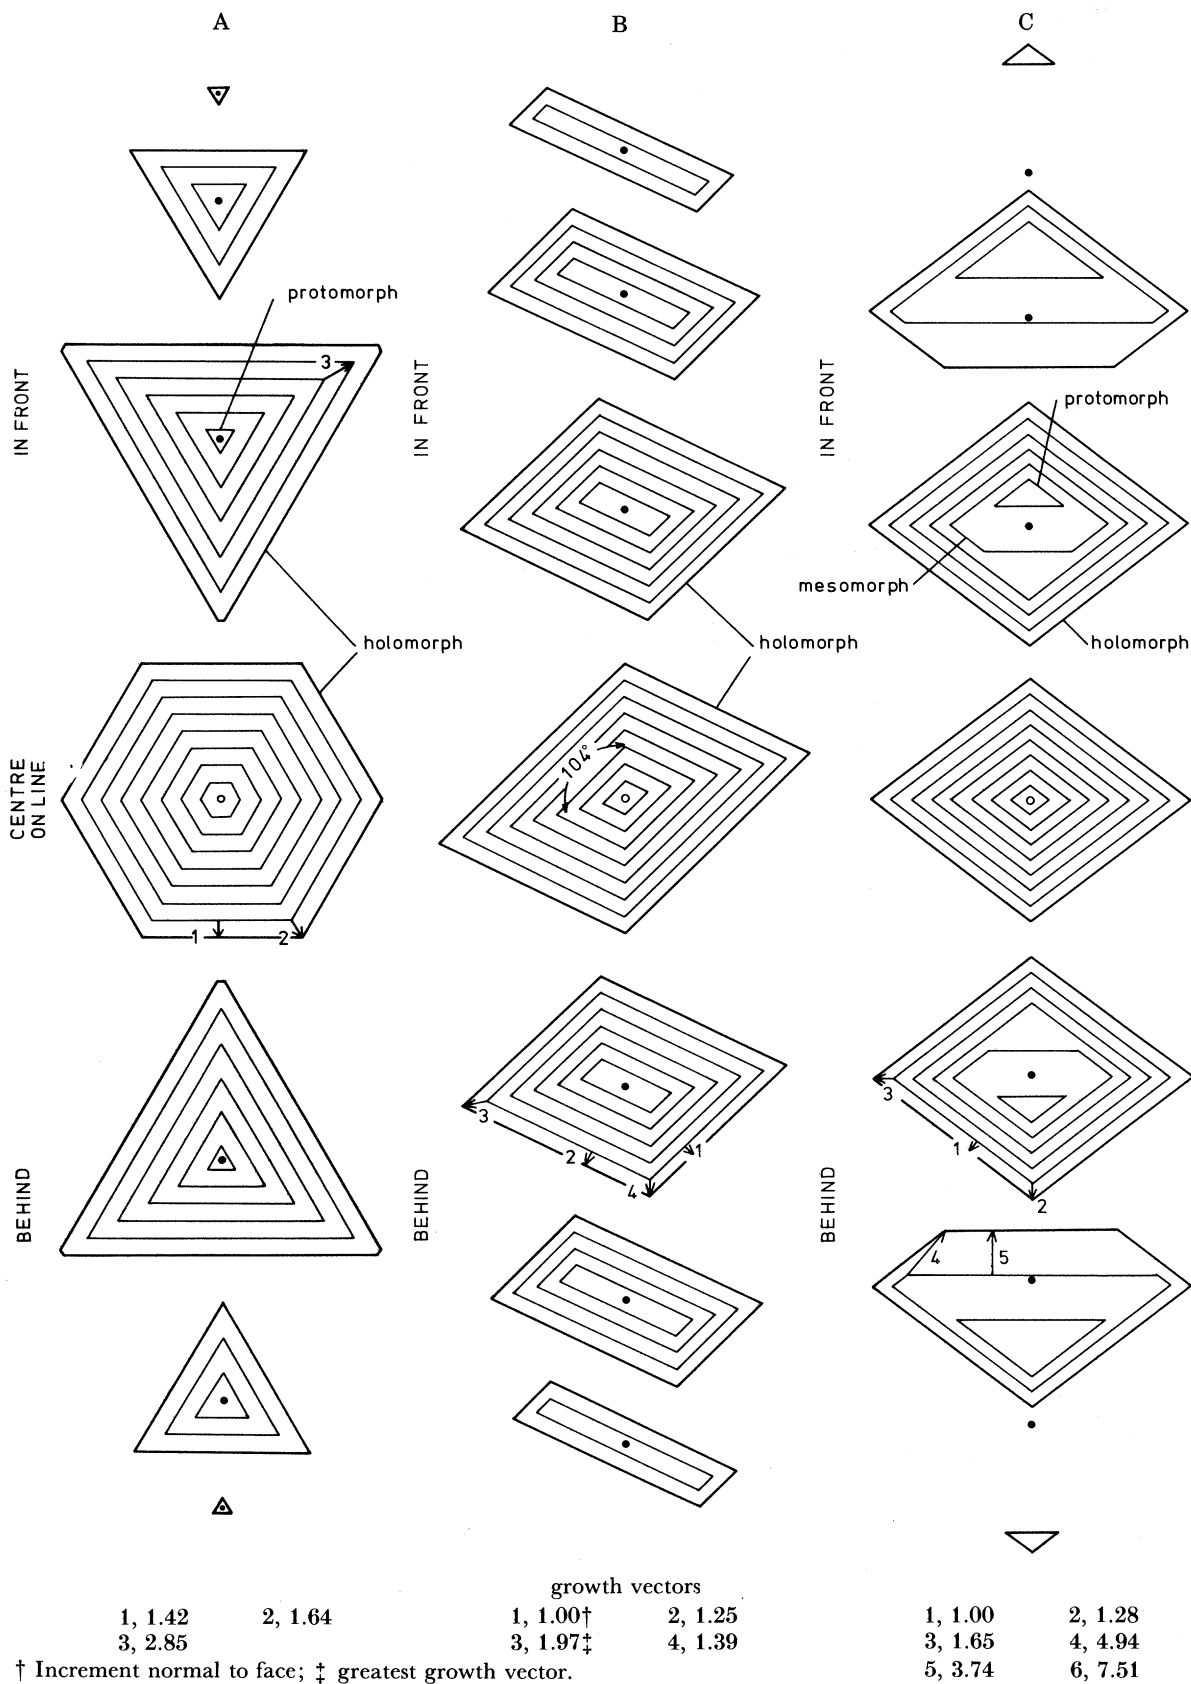 A B C
protomorph
3
IN FRONT
IN FRONT
IN FRONT
protomorph
mesomorph
holomorph
holomorph
holomorph
CENTRE
ON LINE
104°
1 2
3
2
1
4
3
1
2
BEHIND
BEHIND
BEHIND
4 5
growth vectors
1, 1.42 2, 1.64 1, 1.00† 2, 1.25 1, 1.00 2, 1.28
3, 2.85 3, 1.97‡ 4, 1.39 3, 1.65 4, 4.94
† Increment normal to face; ‡ greatest growth vector. 5, 3.74 6, 7.51